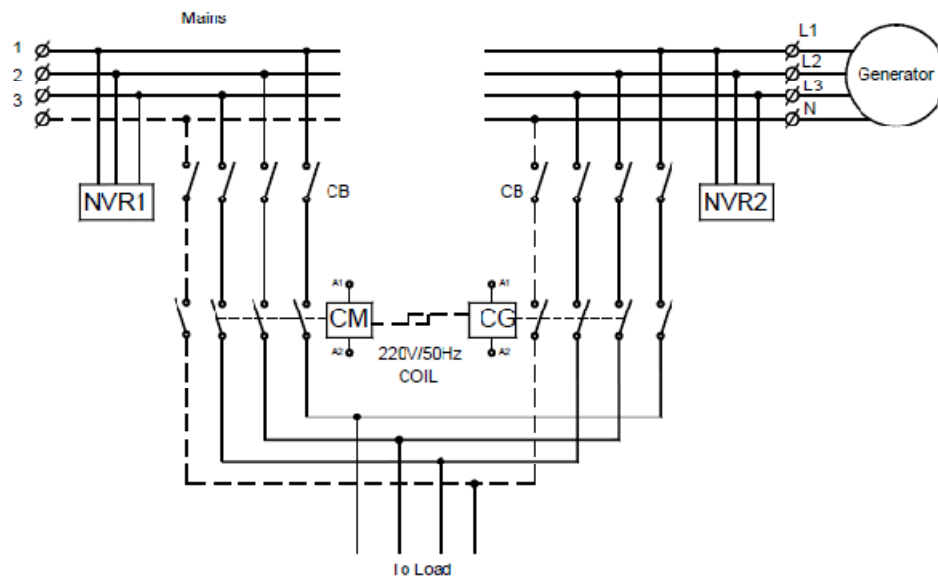 Mains
1
2
3
L1
L2
L3
N
Generator
NVR1
CB
CB
NVR2
A1
A1
CM
CG
A2
A2
220V/50Hz
COIL
To Load